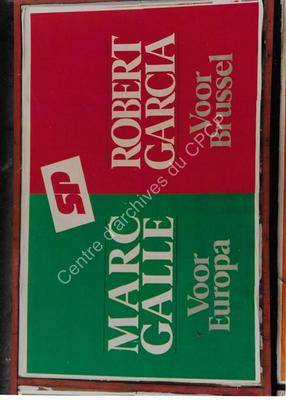 MARC
GALLE
Voor
Europa
SP
ROBERT
GARCIA
Voor
Brussel
Centre d'archives du CPCP